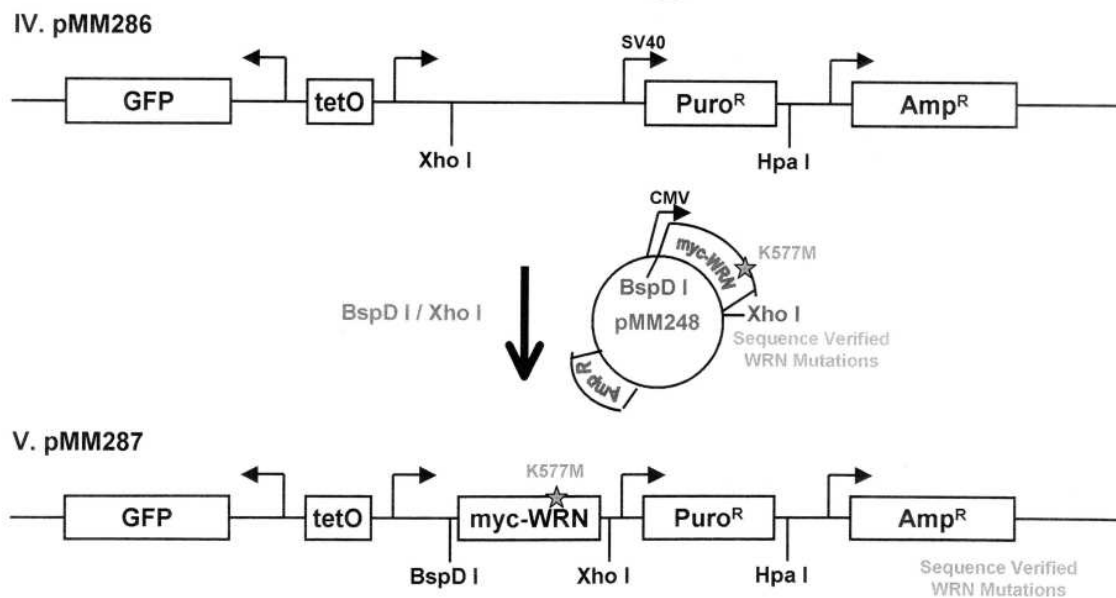 IV. pMM286
SV40
GFP tetO Puro^R Amp^R
Xho I Hpa I
CMV
myc-WRN K577M
BspD I
BspD I / Xho I pMM248 Xho I
Sequence Verified
WRN Mutations
Amp R
V. pMM287
K577M
GFP tetO myc-WRN Puro^R Amp^R
BspD I Xho I Hpa I
Sequence Verified
WRN Mutations